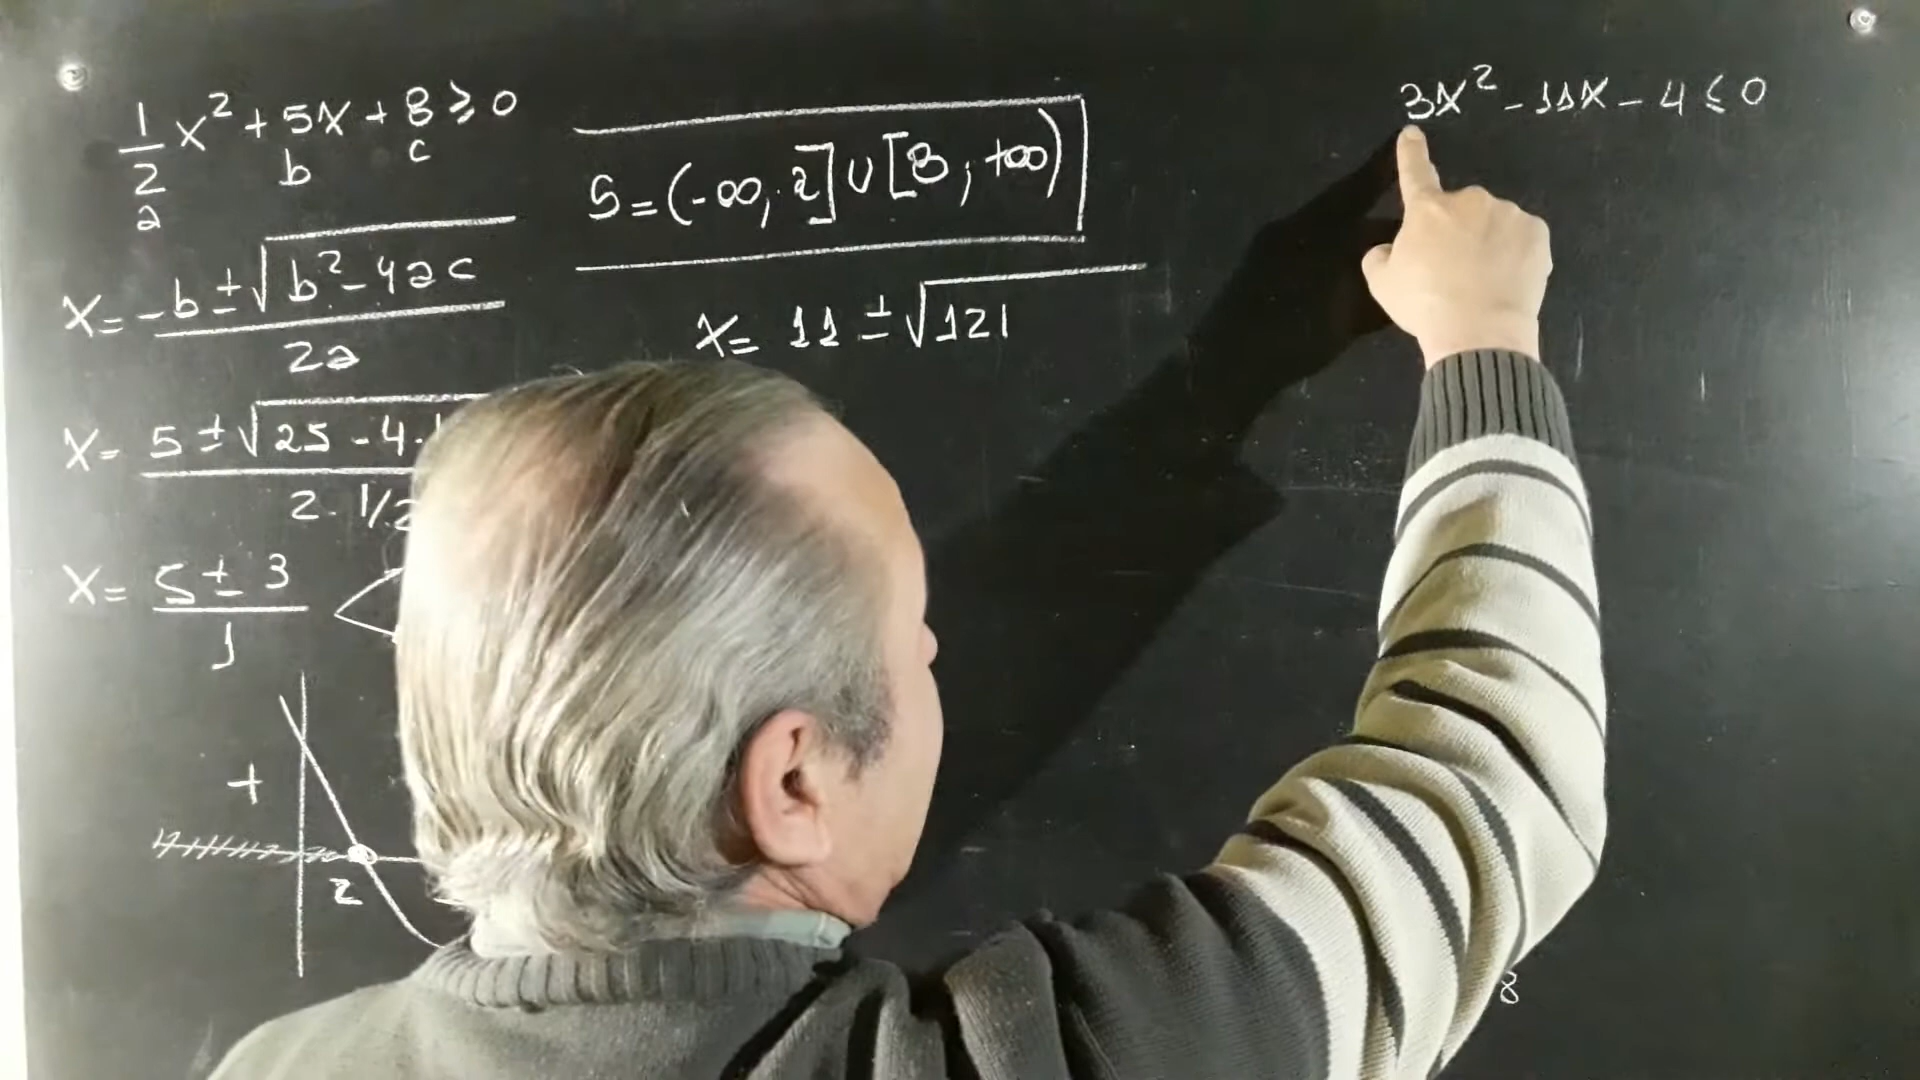 1/2 x² + 5x + 8 ≥ 0
a b c
x = -b ± √(b² - 4ac) / 2a
x = 5 ± √(25 - 4.
2. 1/2
x = 5 ± 3 / 1
+
2
S = (-∞, 2] ∪ [8; +∞)
x = 11 ± √121
3x² - 11x - 4 ≤ 0
8